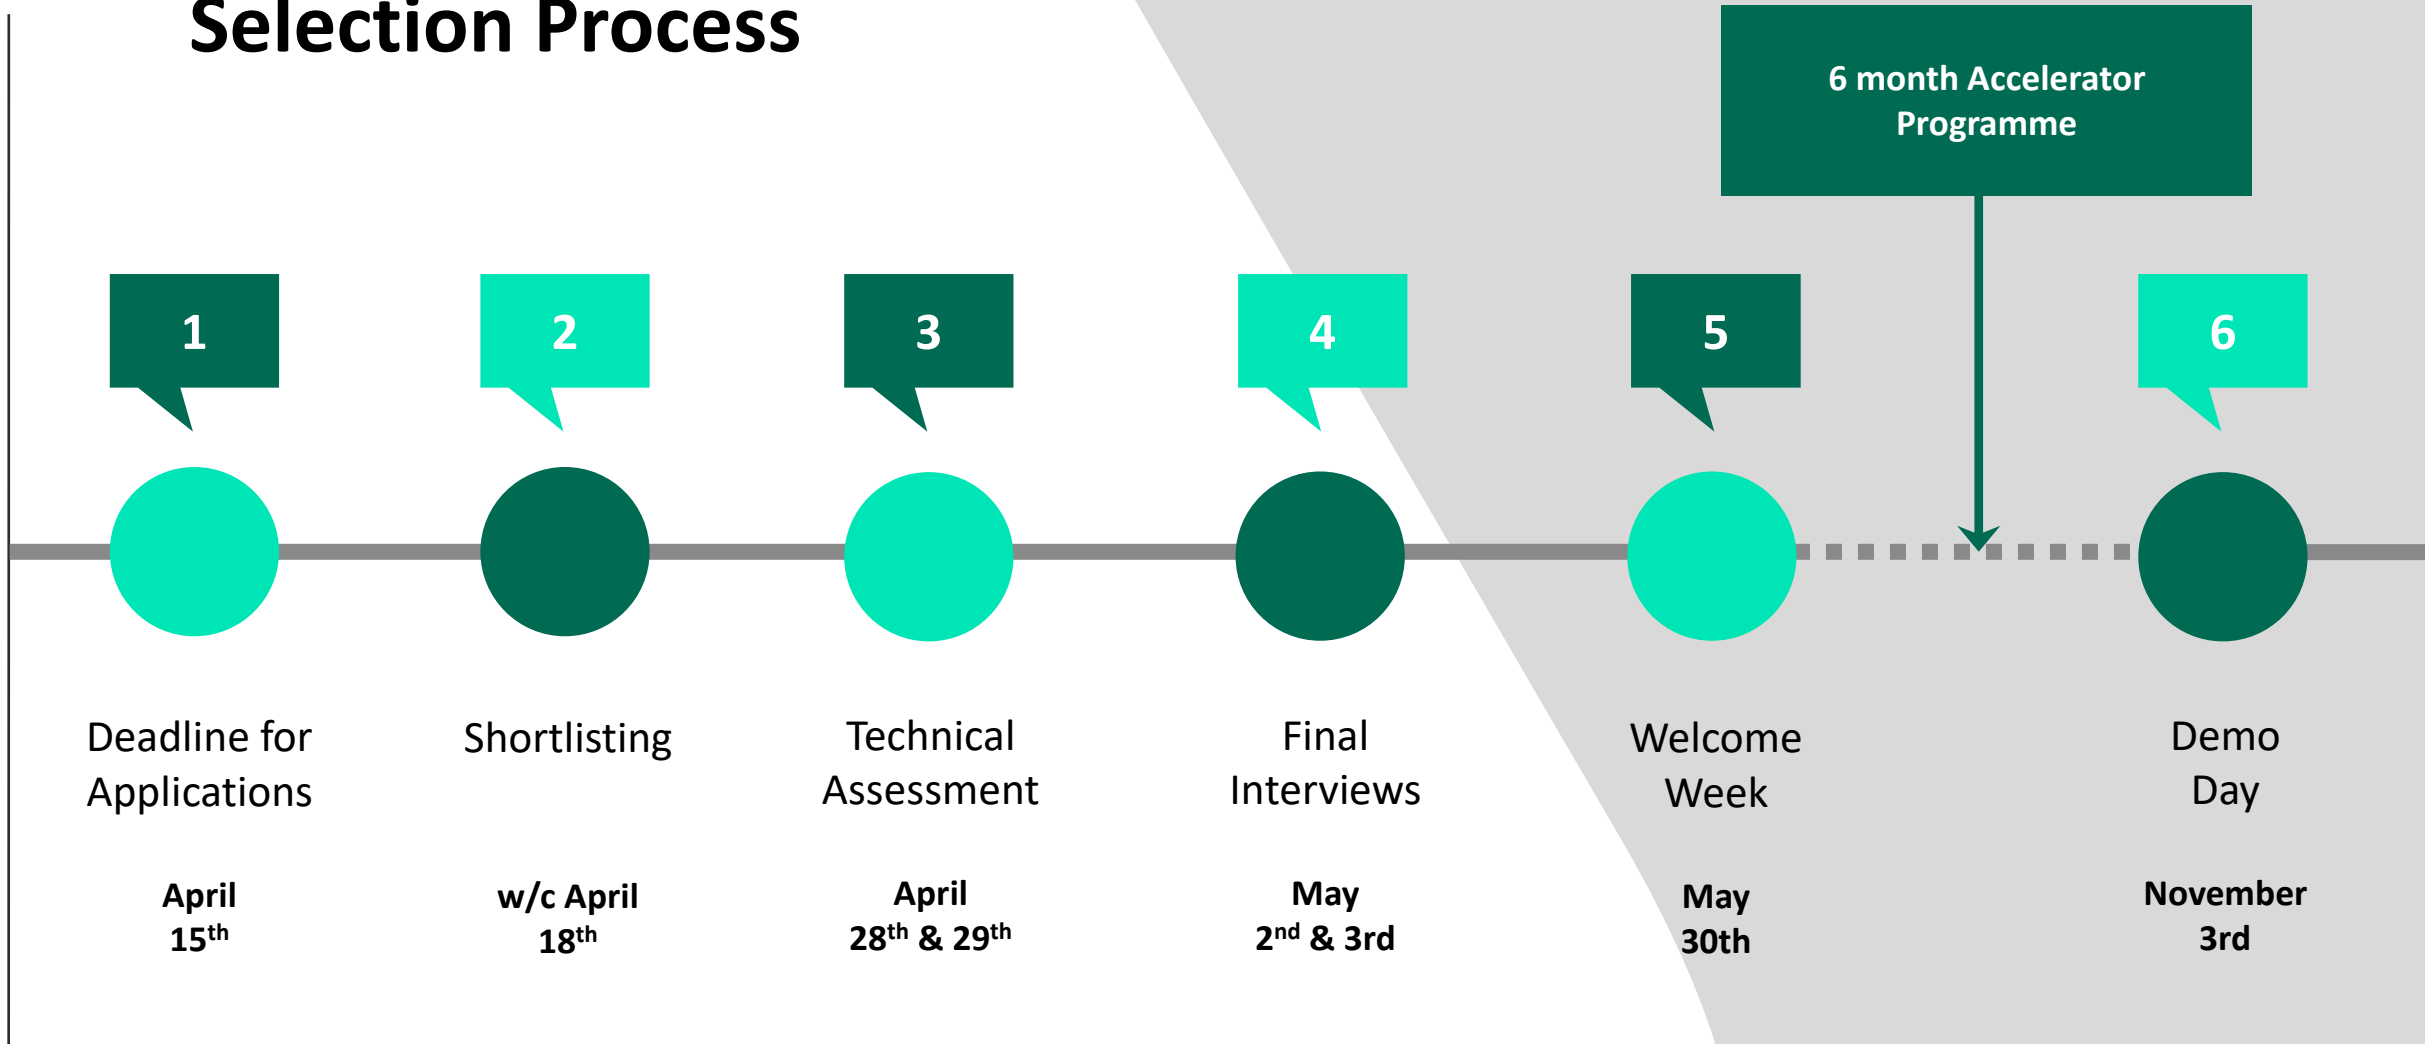 Selection Process
6 month Accelerator
Programme
1
2
3
4
5
6
Deadline for
Applications
April
15th
Shortlisting
w/c April
18th
Technical
Assessment
April
28th & 29th
Final
Interviews
May
2nd & 3rd
Welcome
Week
May
30th
Demo
Day
November
3rd